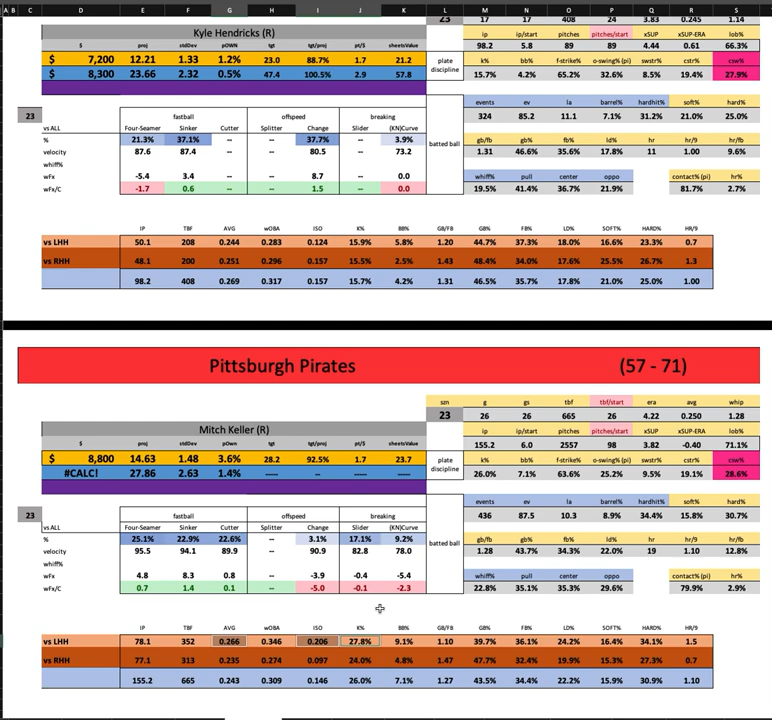 A B C D E F G H I J K L M N O P Q R S
23 17 17 408 24 3.83 0.245 1.14
Kyle Hendricks (R)
ip ip/start pitches pitches/start xSUP xSUP-ERA lob%
$ proj stdDev pOWN tgt tgt/proj pt/$ sheetsValue
98.2 5.8 89 89 4.44 0.61 66.3%
$ 7,200 12.21 1.33 1.2% 23.0 88.7% 1.7 21.2
plate discipline
k% bb% f-strike% o-swing% (pi) swstr% cstr% csw%
$ 8,300 23.66 2.32 0.5% 47.4 100.5% 2.9 57.8
15.7% 4.2% 65.2% 32.6% 8.5% 19.4% 27.9%
events ev la barrel% hardhit% soft% hard%
23 fastball offspeed breaking
324 85.2 11.1 7.1% 31.2% 21.0% 25.0%
vs ALL Four-Seamer Sinker Cutter Splitter Change Slider (KN)Curve
% 21.3% 37.1% -- -- 37.7% -- 3.9%
batted ball
gb/fb gb% fb% ld% hr hr/9 hr/fb
velocity 87.6 87.4 -- -- 80.5 -- 73.2
1.31 46.6% 35.6% 17.8% 11 1.00 9.6%
whiff%
wFx -5.4 3.4 -- -- 8.7 -- 0.0
whiff% pull center oppo contact% (pi) hr%
wFx/C -1.7 0.6 -- -- 1.5 -- 0.0
19.5% 41.4% 36.7% 21.9% 81.7% 2.7%
IP TBF AVG wOBA ISO K% BB% GB/FB GB% FB% LD% SOFT% HARD% HR/9
vs LHH 50.1 208 0.244 0.283 0.124 15.9% 5.8% 1.20 44.7% 37.3% 18.0% 16.6% 23.3% 0.7
vs RHH 48.1 200 0.251 0.296 0.157 15.5% 2.5% 1.43 48.4% 34.0% 17.6% 25.5% 26.7% 1.3
98.2 408 0.269 0.317 0.157 15.7% 4.2% 1.31 46.5% 35.7% 17.8% 21.0% 25.0% 1.00
Pittsburgh Pirates (57 - 71)
szn g gs tbf tbf/start era avg whip
23 26 26 665 26 4.22 0.250 1.28
Mitch Keller (R)
ip ip/start pitches pitches/start xSUP xSUP-ERA lob%
$ proj stdDev pOwn tgt tgt/proj pt/$ sheetsValue
155.2 6.0 2557 98 3.82 -0.40 71.1%
$ 8,800 14.63 1.48 3.6% 28.2 92.5% 1.7 23.7
plate discipline
k% bb% f-strike% o-swing% (pi) swstr% cstr% csw%
#CALC! 27.86 2.63 1.4% ---- ---- ---- ----
26.0% 7.1% 63.6% 25.2% 9.5% 19.1% 28.6%
events ev la barrel% hardhit% soft% hard%
23 fastball offspeed breaking
436 87.5 10.3 8.9% 34.4% 15.8% 30.7%
vs ALL Four-Seamer Sinker Cutter Splitter Change Slider (KN)Curve
% 25.1% 22.9% 22.6% -- 3.1% 17.1% 9.2%
batted ball
gb/fb gb% fb% ld% hr hr/9 hr/fb
velocity 95.5 94.1 89.9 -- 90.9 82.8 78.0
1.28 43.7% 34.3% 22.0% 19 1.10 12.8%
whiff%
wFx 4.8 8.3 0.8 -- -3.9 -0.4 -5.4
whiff% pull center oppo contact% (pi) hr%
wFx/C 0.7 1.4 0.1 -- -5.0 -0.1 -2.3
22.8% 35.1% 35.3% 29.6% 79.9% 2.9%
IP TBF AVG wOBA ISO K% BB% GB/FB GB% FB% LD% SOFT% HARD% HR/9
vs LHH 78.1 352 0.266 0.346 0.206 27.8% 9.1% 1.10 39.7% 36.1% 24.2% 16.4% 34.1% 1.5
vs RHH 77.1 313 0.235 0.274 0.097 24.0% 4.8% 1.47 47.7% 32.4% 19.9% 15.3% 27.3% 0.7
155.2 665 0.243 0.309 0.146 26.0% 7.1% 1.27 43.5% 34.4% 22.2% 15.9% 30.9% 1.10